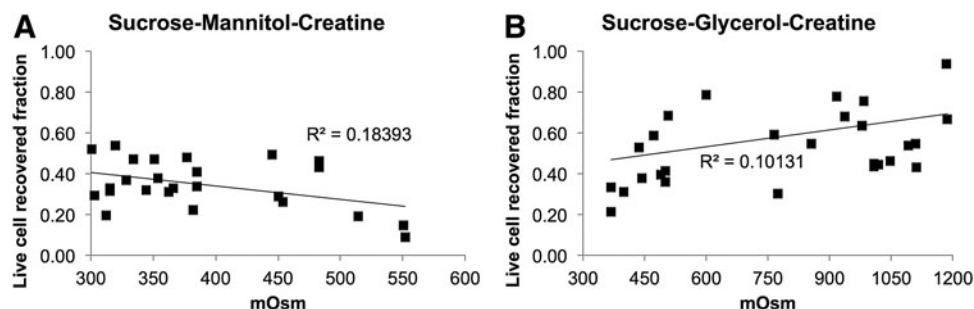 A
Sucrose-Mannitol-Creatine
Live cell recovered fraction
1.00
0.80
0.60
0.40
0.20
0.00
R² = 0.18393
300 350 400 450 500 550 600
mOsm
B
Sucrose-Glycerol-Creatine
Live cell recovered fraction
1.00
0.80
0.60
0.40
0.20
0.00
R² = 0.10131
300 450 600 750 900 1050 1200
mOsm